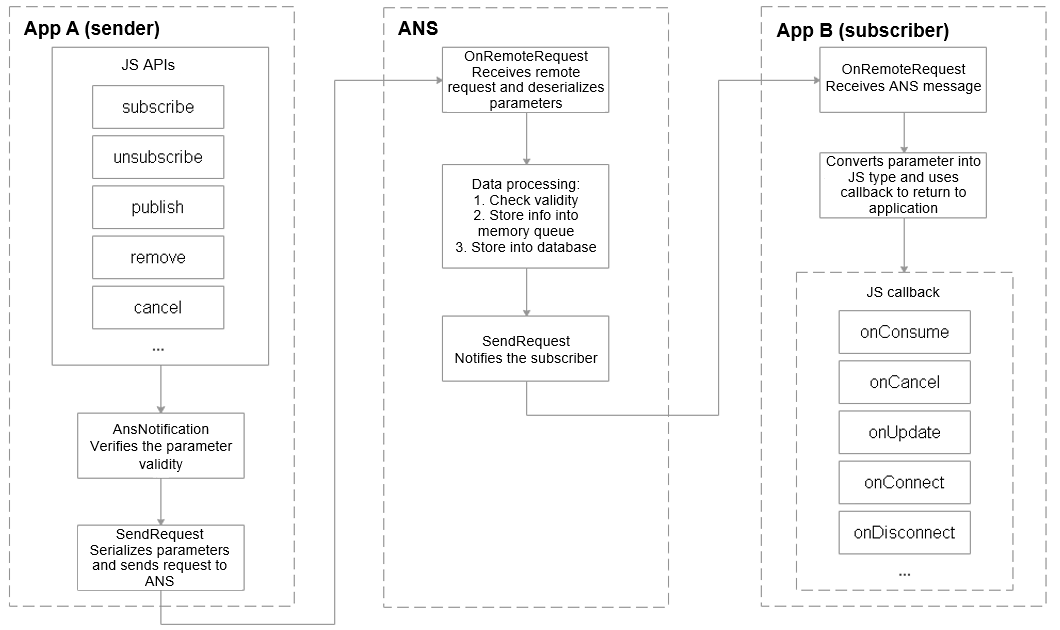 App A (sender)
JS APIs
subscribe
unsubscribe
publish
remove
cancel
...
AnsNotification
Verifies the parameter
validity
SendRequest
Serializes parameters
and sends request to
ANS
ANS
OnRemoteRequest
Receives remote
request and deserializes
parameters
Data processing:
1. Check validity
2. Store info into
memory queue
3. Store into database
SendRequest
Notifies the subscriber
App B (subscriber)
OnRemoteRequest
Receives ANS message
Converts parameter into
JS type and uses
callback to return to
application
JS callback
onConsume
onCancel
onUpdate
onConnect
onDisconnect
...